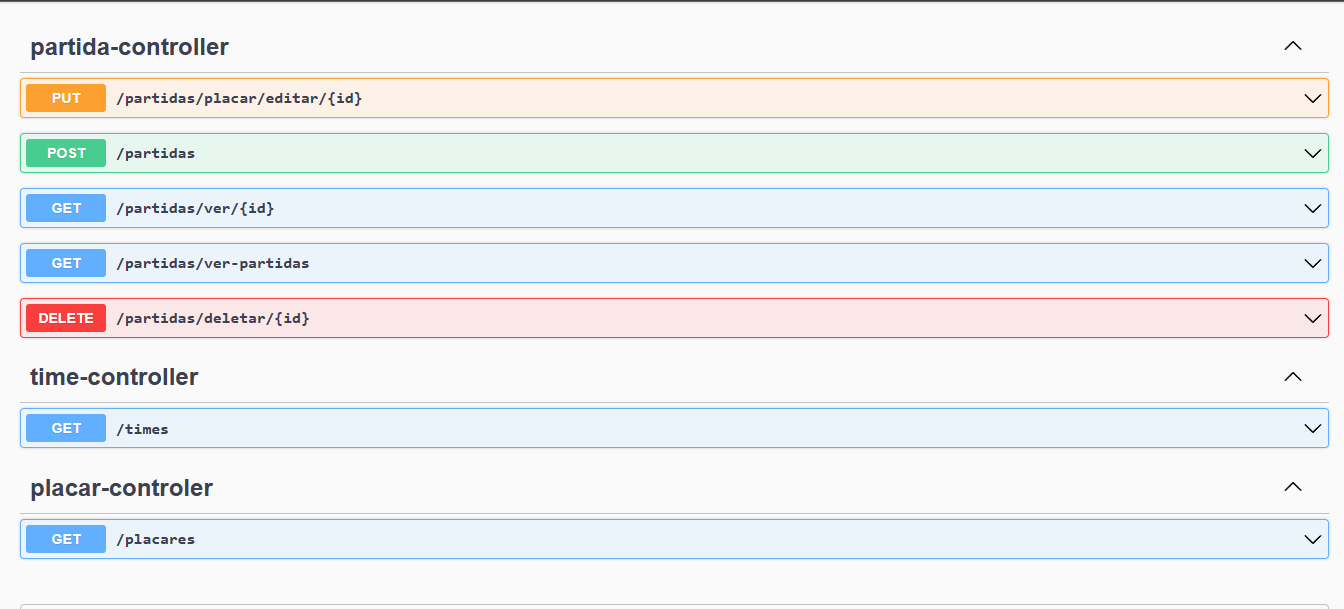 partida-controller
PUT /partidas/placar/editar/{id}
POST /partidas
GET /partidas/ver/{id}
GET /partidas/ver-partidas
DELETE /partidas/deletar/{id}
time-controller
GET /times
placar-controler
GET /placares